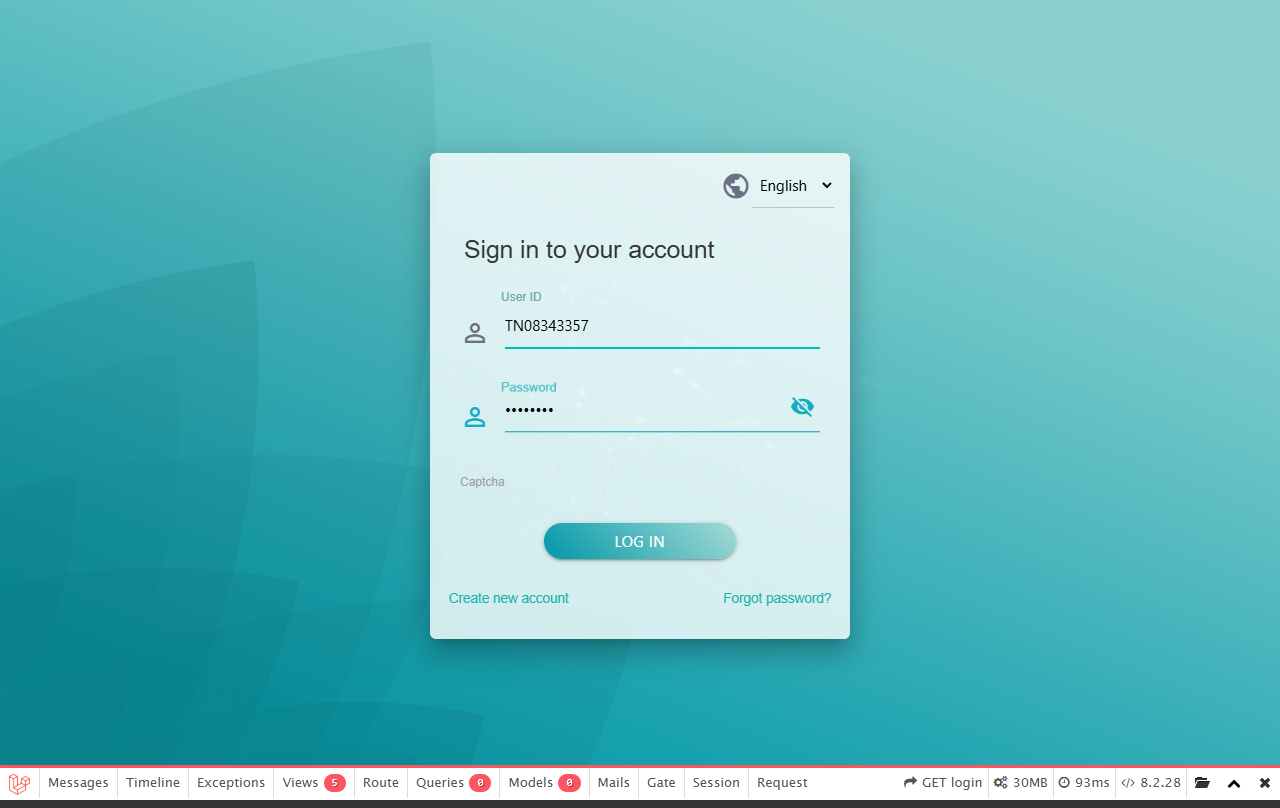 English
Sign in to your account
User ID
TN08343357
Password
••••••••
Captcha
LOG IN
Create new account Forgot password?
Messages Timeline Exceptions Views 5 Route Queries 0 Models 0 Mails Gate Session Request GET login 30MB 93ms </> 8.2.28